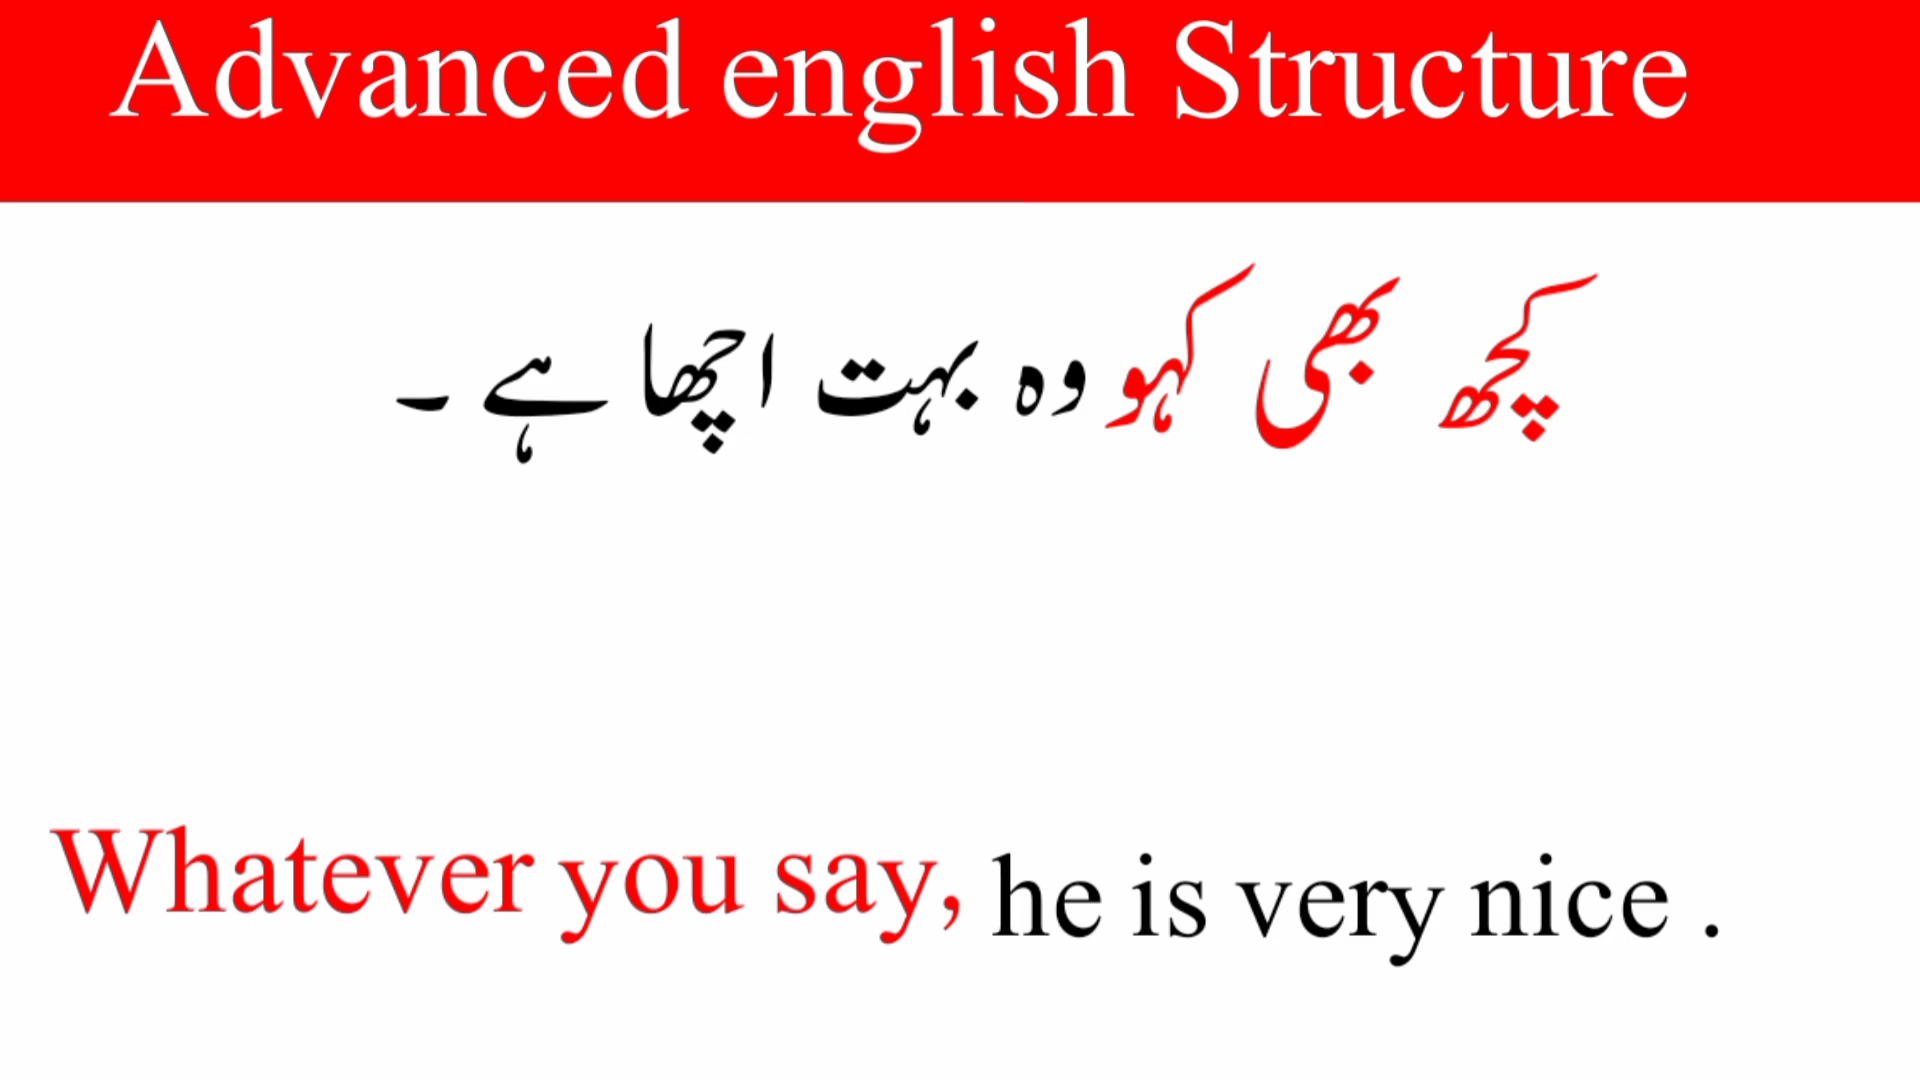 Advanced english Structure
کچھ بھی کہو وہ بہت اچھا ہے ۔
Whatever you say, he is very nice .